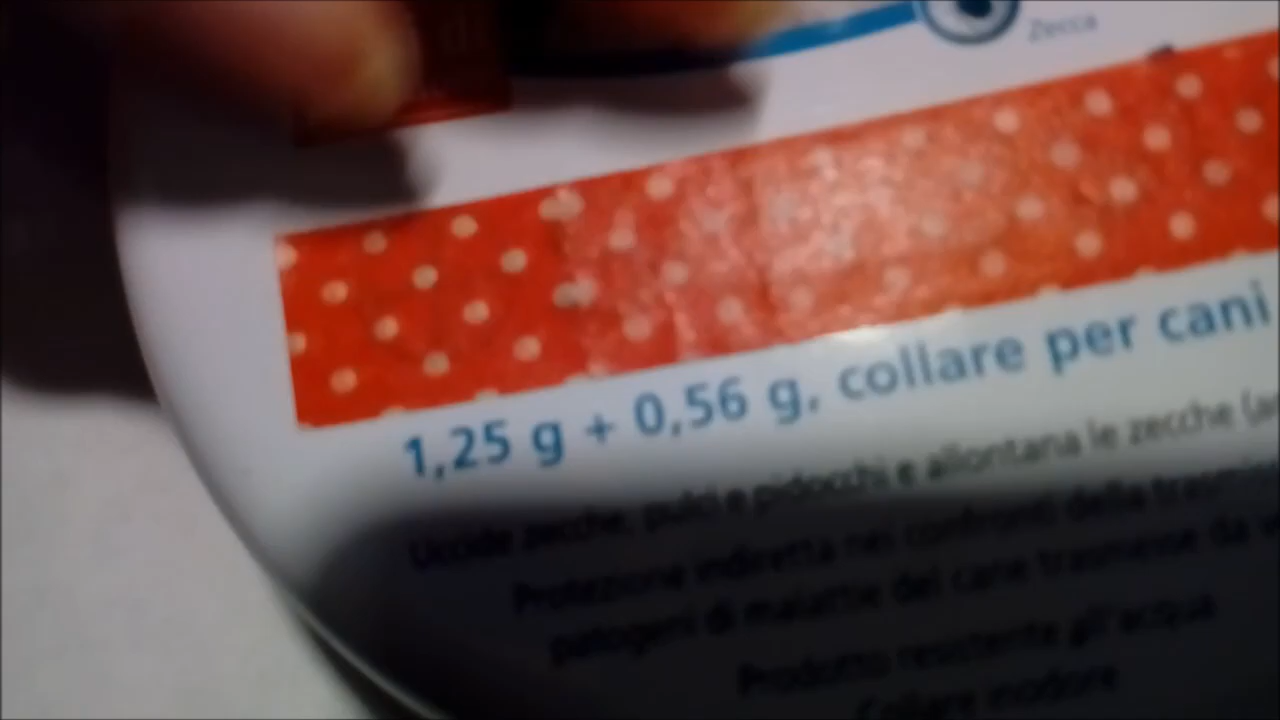 Zecca
1,25 g + 0,56 g, collare per cani
Uccide zecche, pulci e pidocchi e allontana le zecche
Protezione indiretta nei confronti della
patogeni di malattie del cane trasmesse da
Prodotto resistente all'acqua
Collare inodore